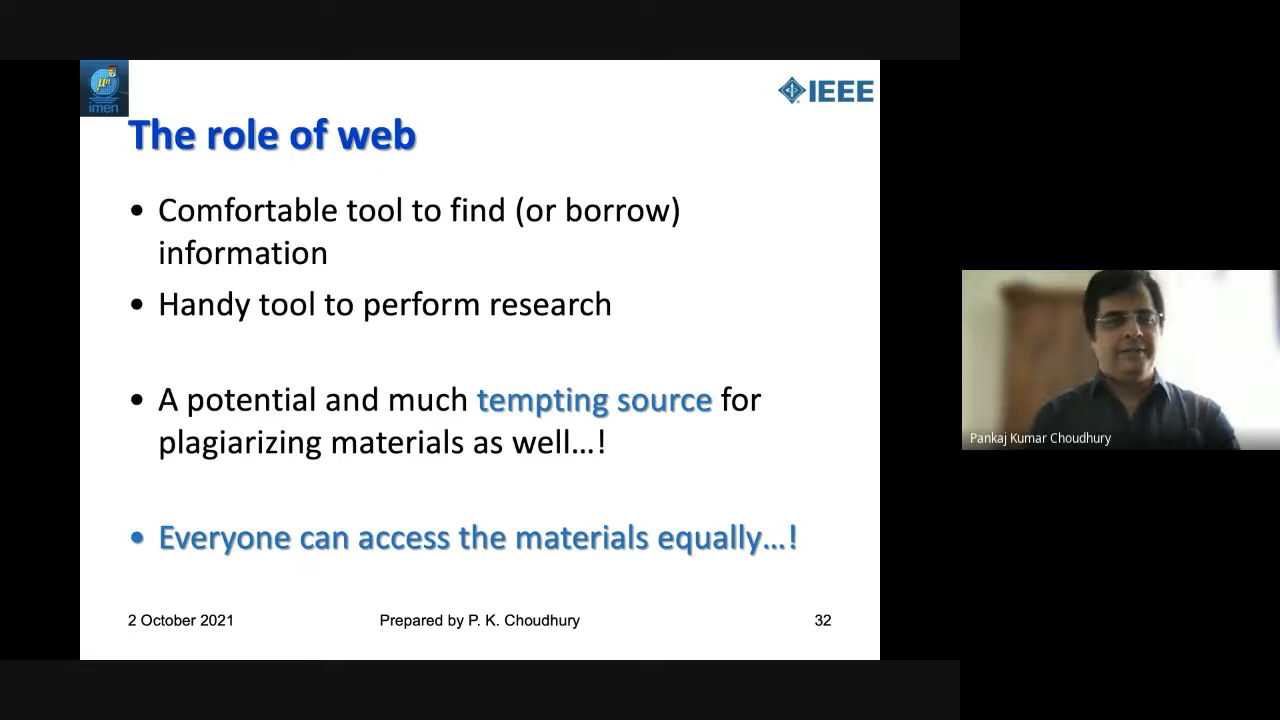 μη
imen
IEEE
The role of web
• Comfortable tool to find (or borrow)
information
• Handy tool to perform research
• A potential and much tempting source for
plagiarizing materials as well…!
• Everyone can access the materials equally…!
2 October 2021
Prepared by P. K. Choudhury
32
Pankaj Kumar Choudhury